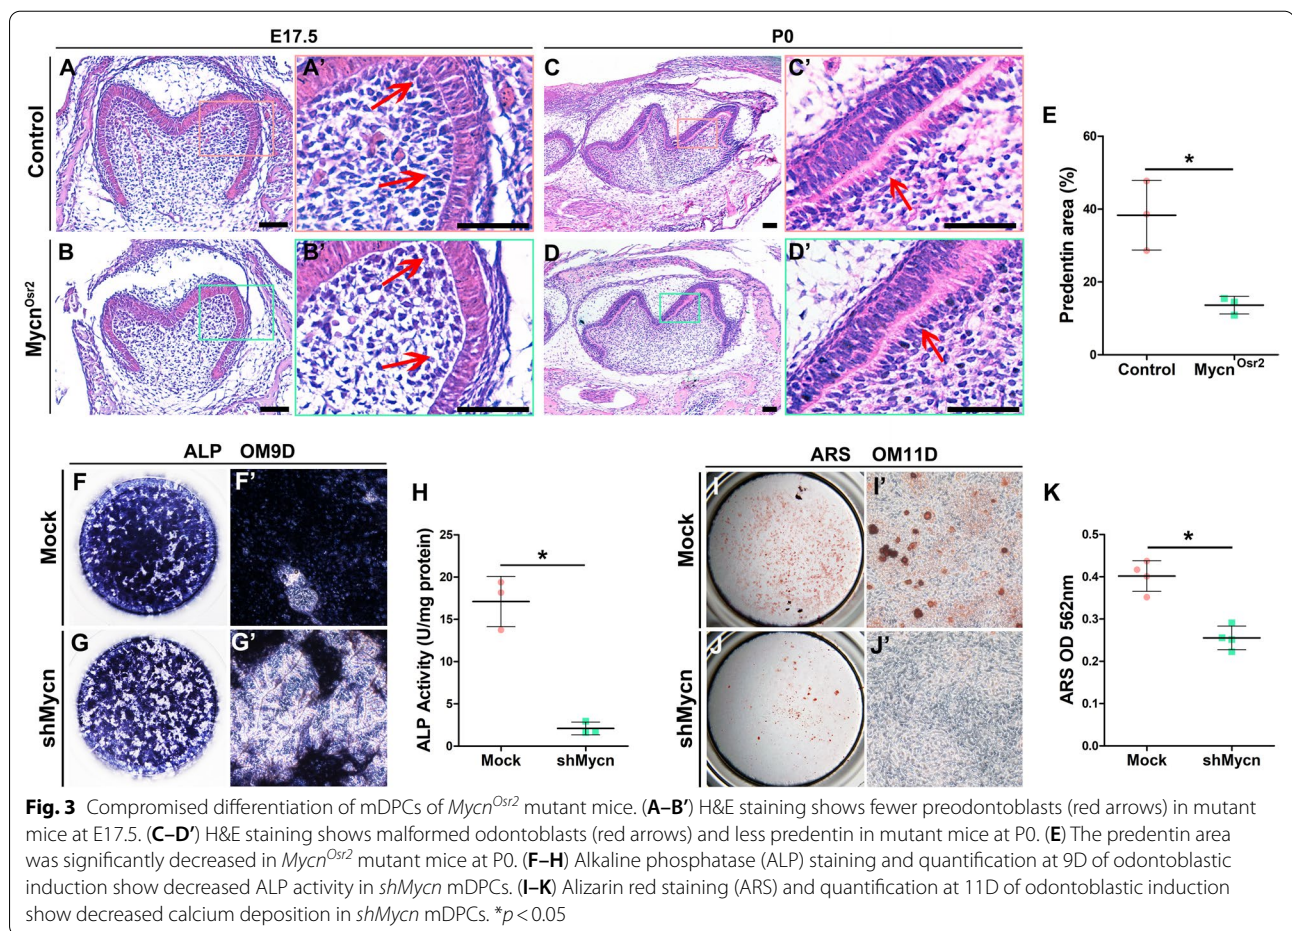 E17.5
P0
A
A'
C
C'
E
Control
B
B'
D
D'
Mycn^Osr2
Predentin area (%)
80
60
40
20
0
*
Control Mycn^Osr2
ALP OM9D
ARS OM11D
F
F'
H
I
I'
K
Mock
Mock
G
G'
J
J'
shMycn
shMycn
ALP Activity (U/mg protein)
25
20
15
10
5
0
*
Mock shMycn
ARS OD 562nm
0.5
0.4
0.3
0.2
0.1
0.0
*
Mock shMycn
Fig. 3 Compromised differentiation of mDPCs of Mycn^Osr2 mutant mice. (A–B′) H&E staining shows fewer preodontoblasts (red arrows) in mutant
mice at E17.5. (C–D′) H&E staining shows malformed odontoblasts (red arrows) and less predentin in mutant mice at P0. (E) The predentin area
was significantly decreased in Mycn^Osr2 mutant mice at P0. (F–H) Alkaline phosphatase (ALP) staining and quantification at 9D of odontoblastic
induction show decreased ALP activity in shMycn mDPCs. (I–K) Alizarin red staining (ARS) and quantification at 11D of odontoblastic induction
show decreased calcium deposition in shMycn mDPCs. *p < 0.05